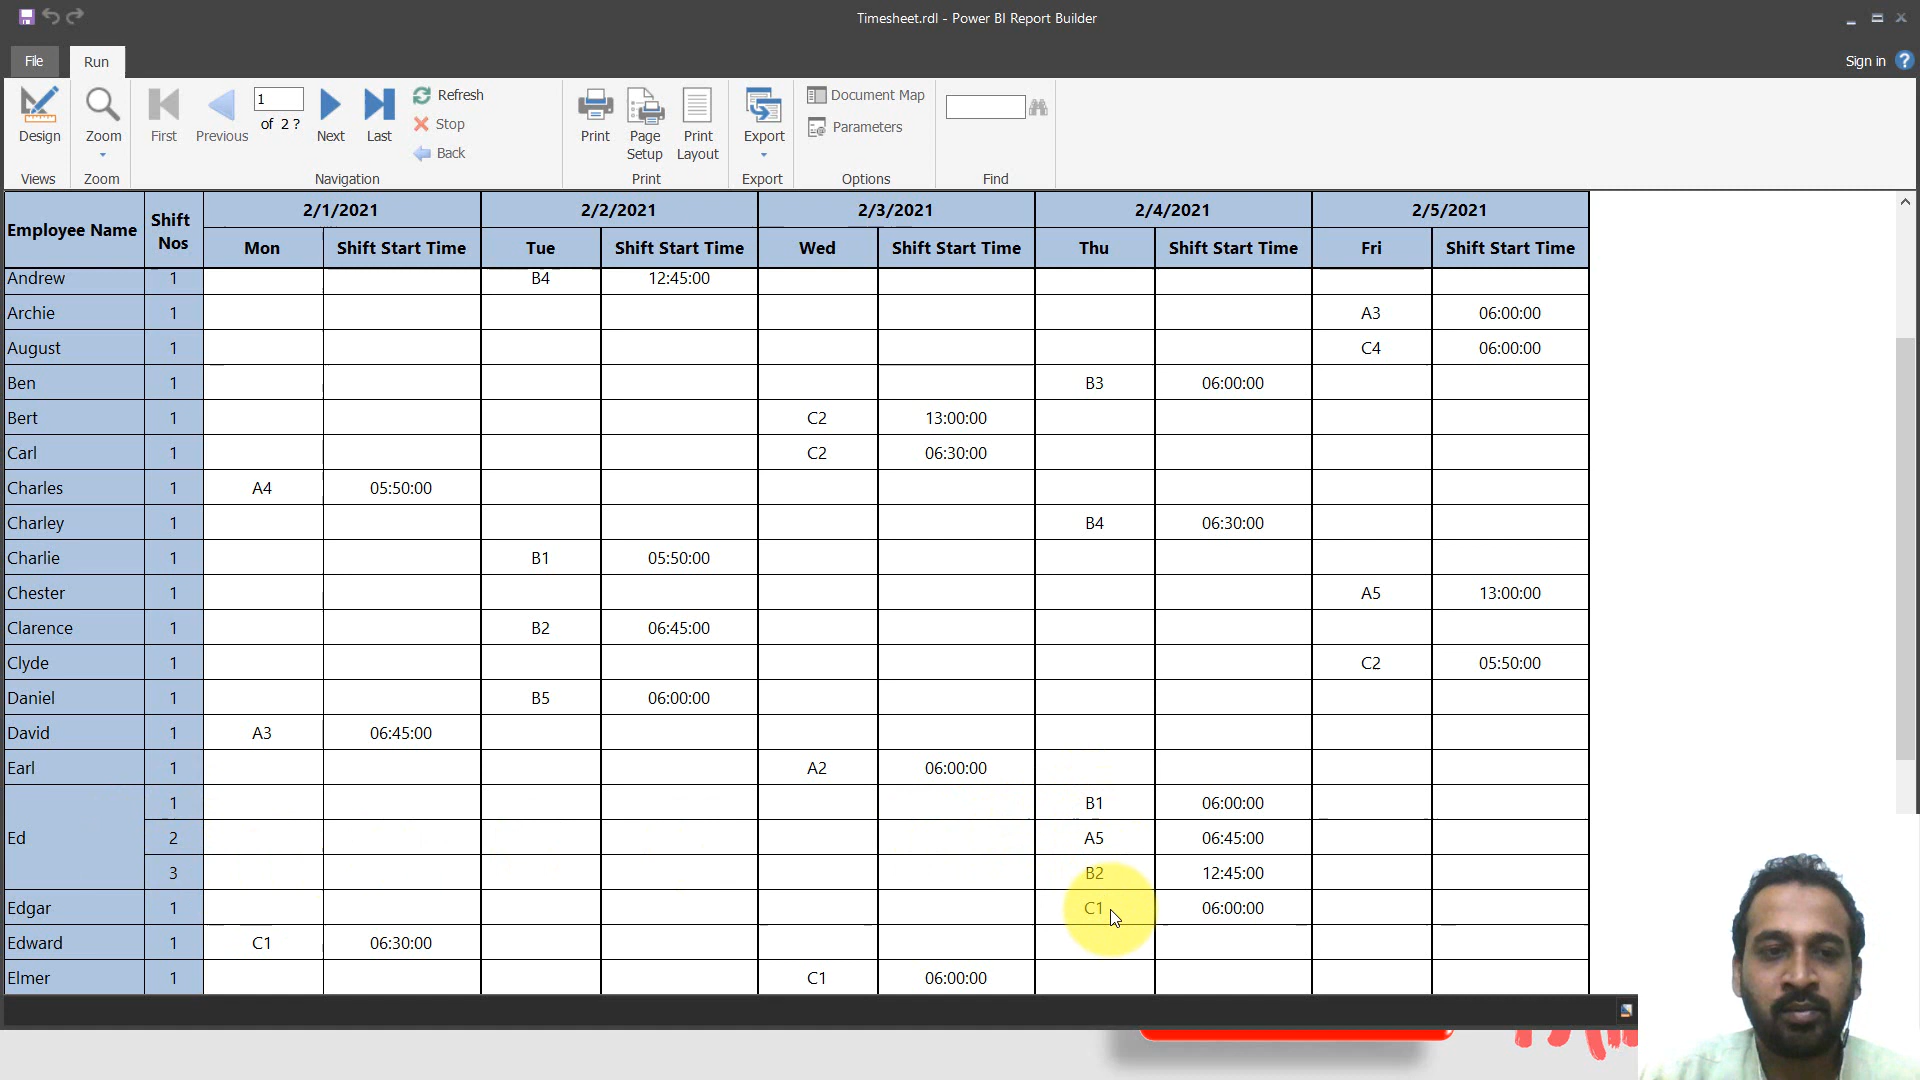 Timesheet.rdl - Power BI Report Builder
File
Run
Sign in
?
Design
Zoom
First
Previous
1
of 2 ?
Next
Last
Refresh
Stop
Back
Print
Page Setup
Print Layout
Export
Document Map
Parameters
Views
Zoom
Navigation
Print
Export
Options
Find
Employee Name Shift Nos 2/1/2021 2/2/2021 2/3/2021 2/4/2021 2/5/2021
Mon Shift Start Time Tue Shift Start Time Wed Shift Start Time Thu Shift Start Time Fri Shift Start Time
Andrew 1 B4 12:45:00
Archie 1 A3 06:00:00
August 1 C4 06:00:00
Ben 1 B3 06:00:00
Bert 1 C2 13:00:00
Carl 1 C2 06:30:00
Charles 1 A4 05:50:00
Charley 1 B4 06:30:00
Charlie 1 B1 05:50:00
Chester 1 A5 13:00:00
Clarence 1 B2 06:45:00
Clyde 1 C2 05:50:00
Daniel 1 B5 06:00:00
David 1 A3 06:45:00
Earl 1 A2 06:00:00
1 B1 06:00:00
Ed 2 A5 06:45:00
3 B2 12:45:00
Edgar 1 C1 06:00:00
Edward 1 C1 06:30:00
Elmer 1 C1 06:00:00